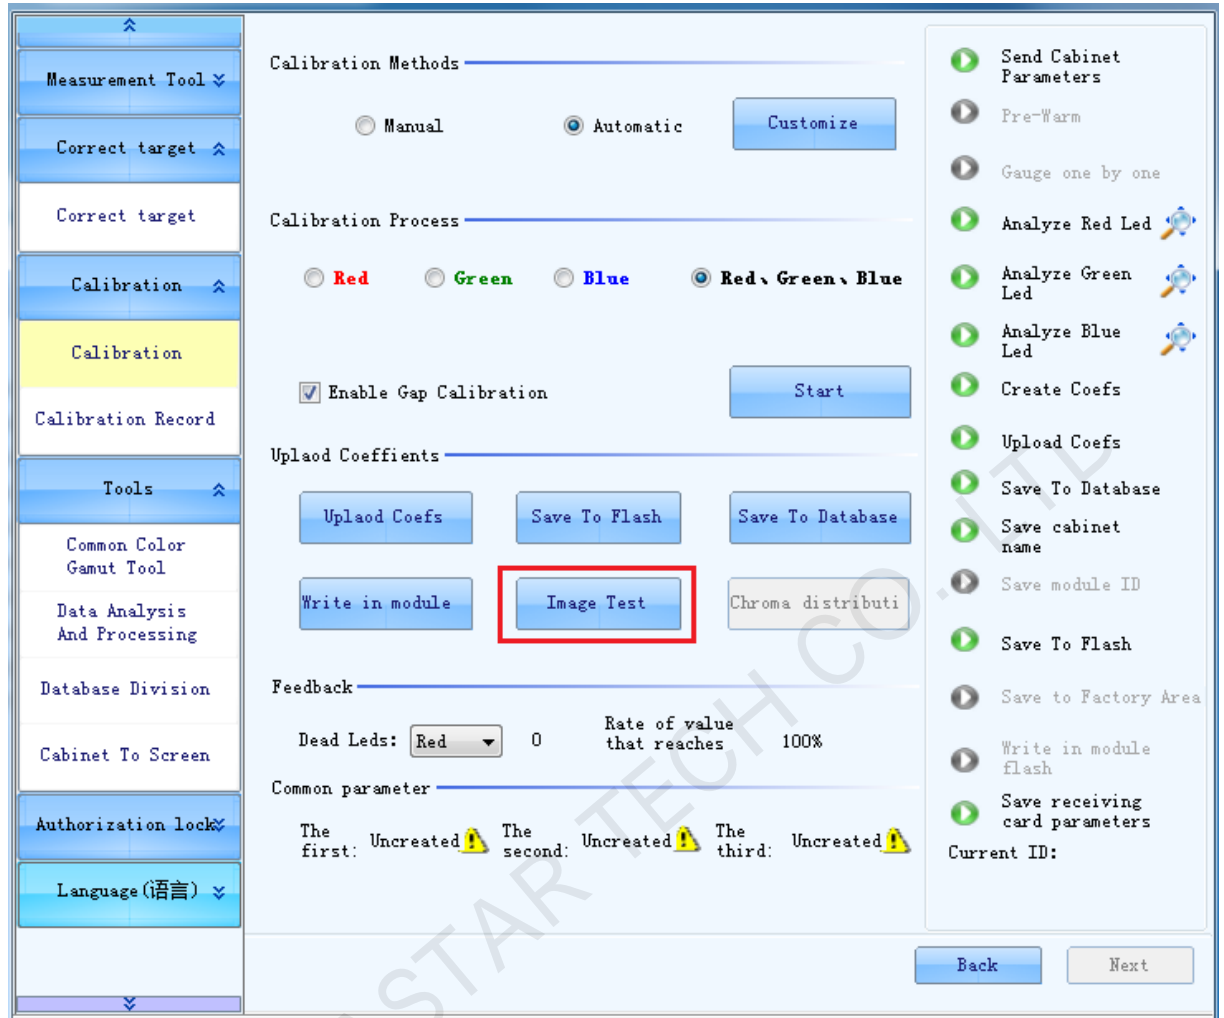 Measurement Tool
Correct target
Correct target
Calibration
Calibration
Calibration Record
Tools
Common Color
Gamut Tool
Data Analysis
And Processing
Database Division
Cabinet To Screen
Authorization lock
Language(语言)
Calibration Methods
Manual
Automatic
Customize
Calibration Process
Red
Green
Blue
Red、Green、Blue
Enable Gap Calibration
Start
Uplaod Coeffients
Uplaod Coefs
Save To Flash
Save To Database
Write in module
Image Test
Chroma distributi
Feedback
Dead Leds:
Red
0
Rate of value
that reaches
100%
Common parameter
The
first:
Uncreated
The
second:
Uncreated
The
third:
Uncreated
Send Cabinet
Parameters
Pre-Warm
Gauge one by one
Analyze Red Led
Analyze Green
Led
Analyze Blue
Led
Create Coefs
Upload Coefs
Save To Database
Save cabinet
name
Save module ID
Save To Flash
Save to Factory Area
Write in module
flash
Save receiving
card parameters
Current ID:
Back
Next
STAR TECH CO.,LTD